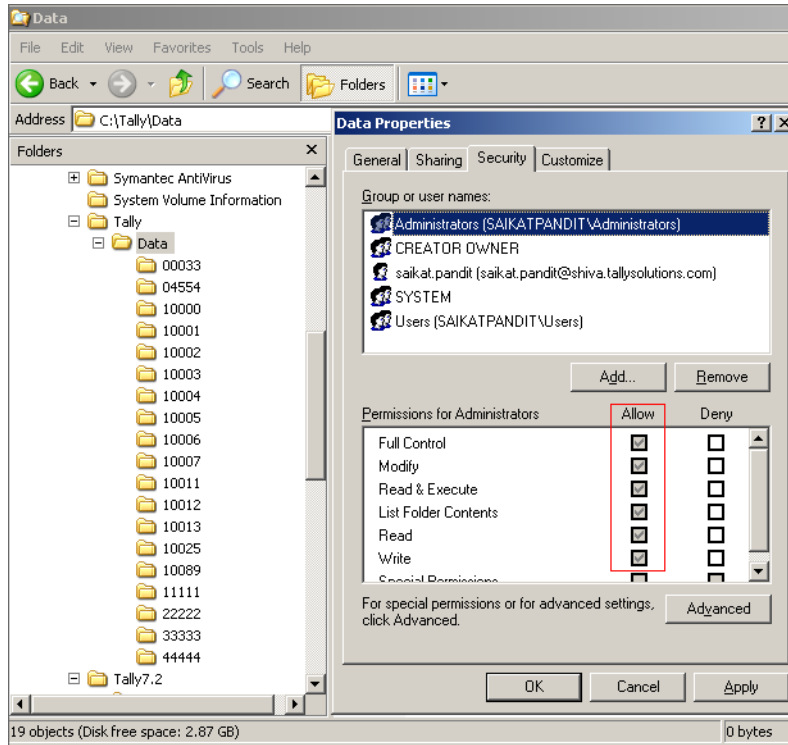 Data
File Edit View Favorites Tools Help
Back Search Folders
Address C:\Tally\Data
Folders
Symantec AntiVirus
System Volume Information
Tally
Data
00033
04554
10000
10001
10002
10003
10004
10005
10006
10007
10011
10012
10013
10025
10089
11111
22222
33333
44444
Tally7.2
19 objects (Disk free space: 2.87 GB)
0 bytes
Data Properties
General Sharing Security Customize
Group or user names:
Administrators (SAIKATPANDIT\Administrators)
CREATOR OWNER
saikat.pandit (saikat.pandit@shiva.tallysolutions.com)
SYSTEM
Users (SAIKATPANDIT\Users)
Add... Remove
Permissions for Administrators Allow Deny
Full Control
Modify
Read & Execute
List Folder Contents
Read
Write
Special Permissions
For special permissions or for advanced settings,
click Advanced.
Advanced
OK Cancel Apply